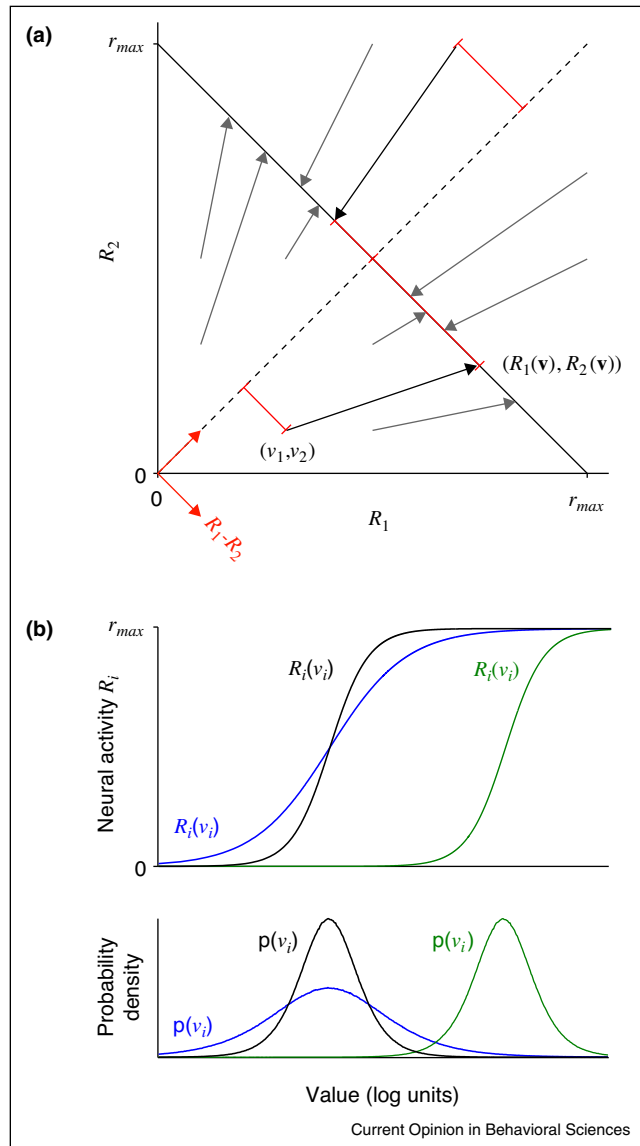 (a)
r_max
R_2
(R_1(v), R_2(v))
(v_1,v_2)
0
0
r_max
R_1-R_2
R_1
(b)
r_max
R_i(v_i)
R_i(v_i)
Neural activity R_i
R_i(v_i)
0
p(v_i)
p(v_i)
Probability
density
p(v_i)
Value (log units)
Current Opinion in Behavioral Sciences